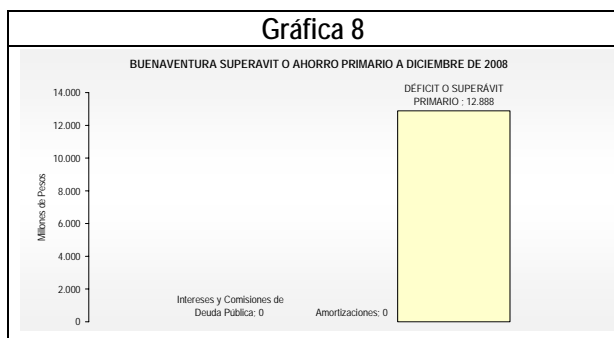 Gráfica 8
BUENAVENTURA SUPERAVIT O AHORRO PRIMARIO A DICIEMBRE DE 2008
DÉFICIT O SUPERÁVIT
PRIMARIO ; 12.888
14.000
12.000
10.000
8.000
6.000
4.000
2.000
0
Millones de Pesos
Intereses y Comisiones de
Deuda Pública; 0
Amortizaciones; 0